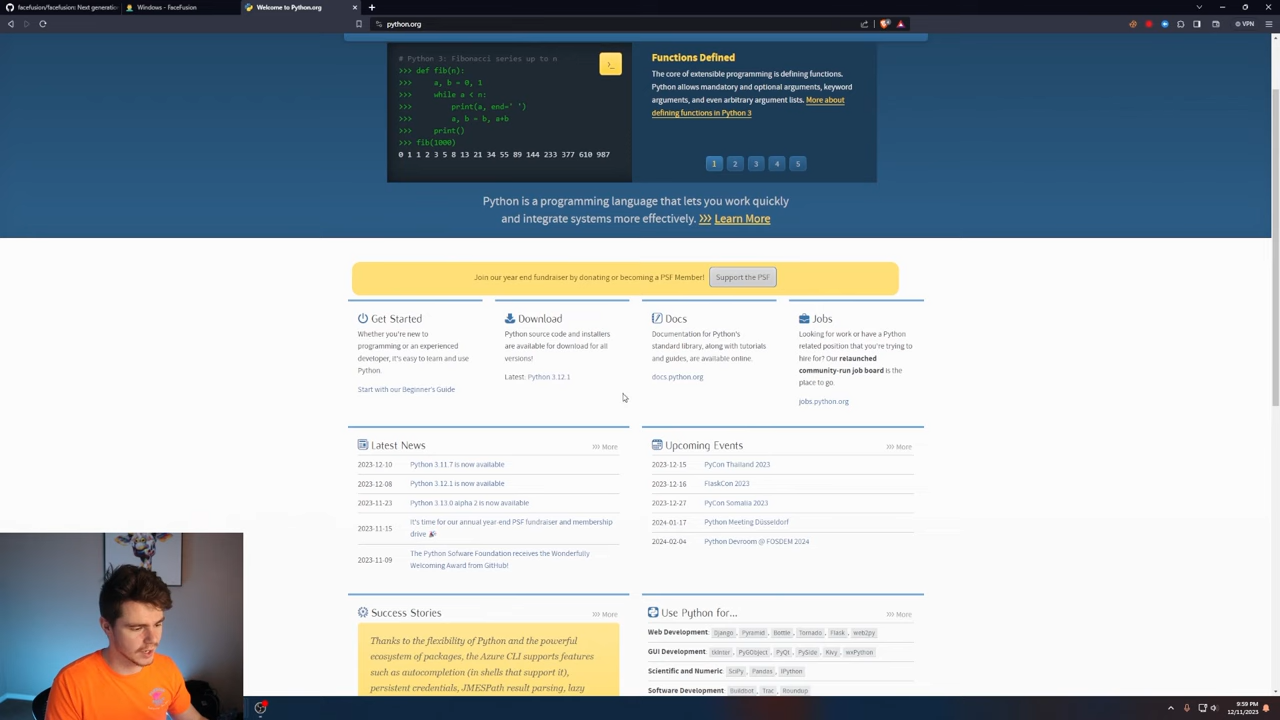 facefusion/facefusion: Next generati
Windows - FaceFusion
Welcome to Python.org
python.org
VPN
# Python 3: Fibonacci series up to n
>>> def fib(n):
>>>     a, b = 0, 1
>>>     while a < n:
>>>         print(a, end=' ')
>>>         a, b = b, a+b
>>>     print()
>>> fib(1000)
0 1 1 2 3 5 8 13 21 34 55 89 144 233 377 610 987
>_
Functions Defined
The core of extensible programming is defining functions.
Python allows mandatory and optional arguments, keyword
arguments, and even arbitrary argument lists. More about
defining functions in Python 3
1 2 3 4 5
Python is a programming language that lets you work quickly
and integrate systems more effectively. >>> Learn More
Join our year end fundraiser by donating or becoming a PSF Member! Support the PSF
Get Started
Whether you're new to
programming or an experienced
developer, it's easy to learn and use
Python.
Start with our Beginner's Guide
Download
Python source code and installers
are available for download for all
versions!
Latest: Python 3.12.1
Docs
Documentation for Python's
standard library, along with tutorials
and guides, are available online.
docs.python.org
Jobs
Looking for work or have a Python
related position that you're trying to
hire for? Our relaunched
community-run job board is the
place to go.
jobs.python.org
Latest News
>>> More
2023-12-10 Python 3.11.7 is now available
2023-12-08 Python 3.12.1 is now available
2023-11-23 Python 3.13.0 alpha 2 is now available
2023-11-15 It's time for our annual year-end PSF fundraiser and membership
drive 🎉
2023-11-09 The Python Sofware Foundation receives the Wonderfully
Welcoming Award from GitHub!
Upcoming Events
>>> More
2023-12-15 PyCon Thailand 2023
2023-12-16 FlaskCon 2023
2023-12-27 PyCon Somalia 2023
2024-01-17 Python Meeting Düsseldorf
2024-02-04 Python Devroom @ FOSDEM 2024
Success Stories
>>> More
Thanks to the flexibility of Python and the powerful
ecosystem of packages, the Azure CLI supports features
such as autocompletion (in shells that support it),
persistent credentials, JMESPath result parsing, lazy
Use Python for...
>>> More
Web Development: Django, Pyramid, Bottle, Tornado, Flask, web2py
GUI Development: tkInter, PyGObject, PyQt, PySide, Kivy, wxPython
Scientific and Numeric: SciPy, Pandas, IPython
Software Development: Buildbot, Trac, Roundup
9:59 PM
12/11/2023